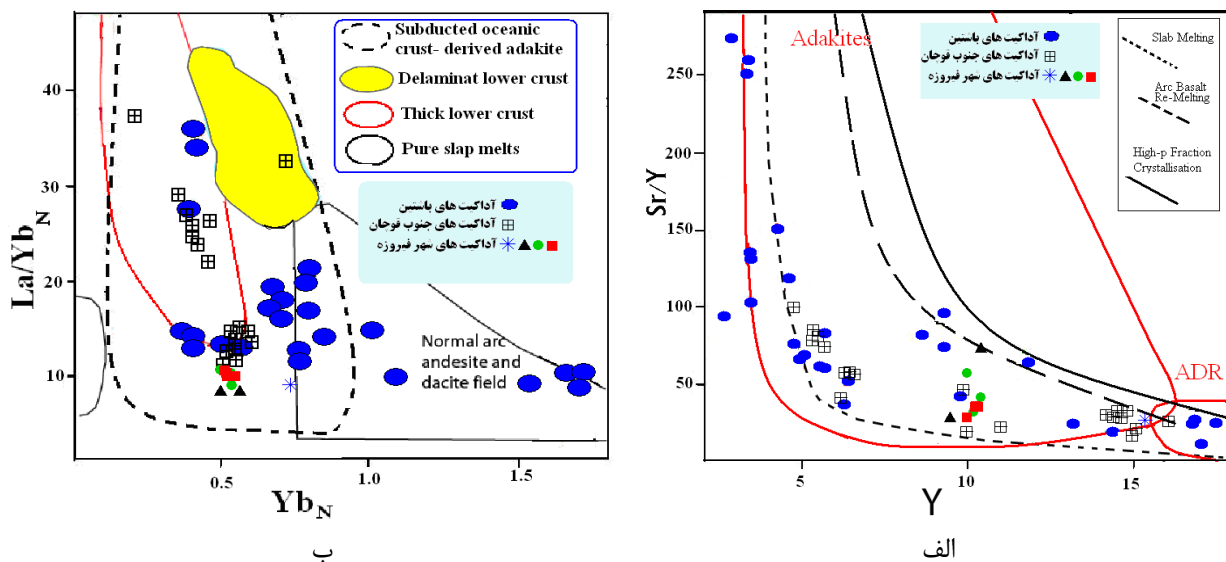 40
30
20
10
La/Yb_N
0.5
1.0
1.5
Yb_N
Subducted oceanic
crust- derived adakite
Delaminat lower crust
Thick lower crust
Pure slap melts
آداکیت های باستین
آداکیت های جنوب قوچان
آداکیت های شهر فیروزه
Normal arc
andesite and
dacite field
ب
250
200
150
100
50
Sr/Y
5
10
15
Y
Adakites
آداکیت های باستین
آداکیت های جنوب قوچان
آداکیت های شهر فیروزه
Slab Melting
Arc Basalt
Re-Melting
High-p Fraction
Crystallisation
ADR
الف